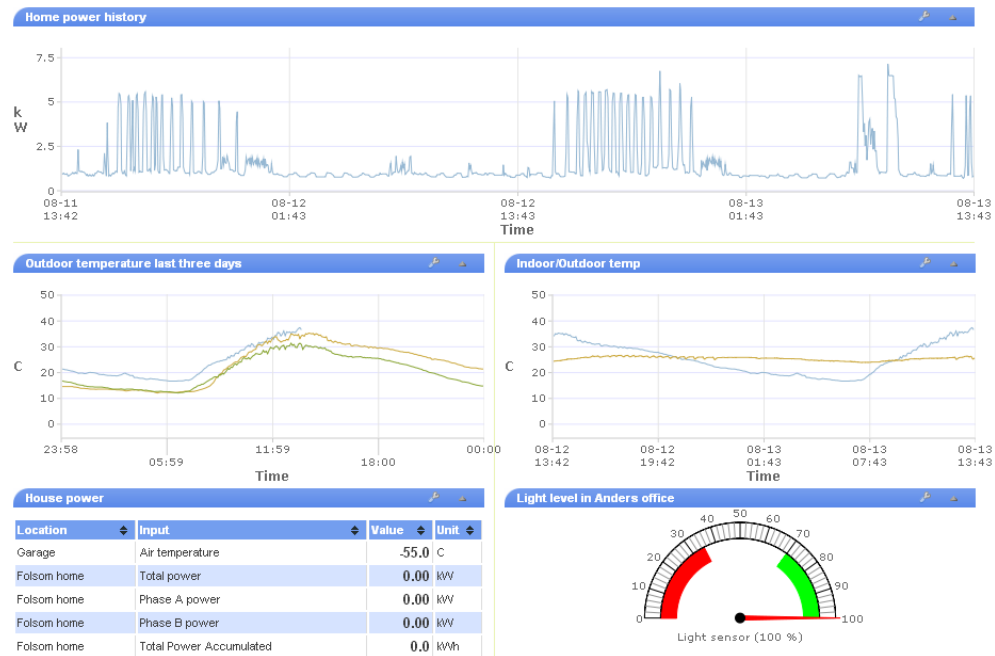 Home power history
7.5
5
2.5
0
k
W
08-11 08-12 08-12 08-13 08-13
13:42 01:43 13:43 01:43 13:43
Time
Outdoor temperature last three days
50
40
30
20
10
0
C
23:58 05:59 11:59 18:00 00:00
Time
Indoor/Outdoor temp
50
40
30
20
10
0
C
08-12 08-12 08-13 08-13 08-13
13:42 19:42 01:43 07:43 13:43
Time
House power
Location Input Value Unit
Garage Air temperature -55.0 C
Folsom home Total power 0.00 kW
Folsom home Phase A power 0.00 kW
Folsom home Phase B power 0.00 kW
Folsom home Total Power Accumulated 0.0 kWh
Light level in Anders office
0 10 20 30 40 50 60 70 80 90 100
Light sensor (100 %)